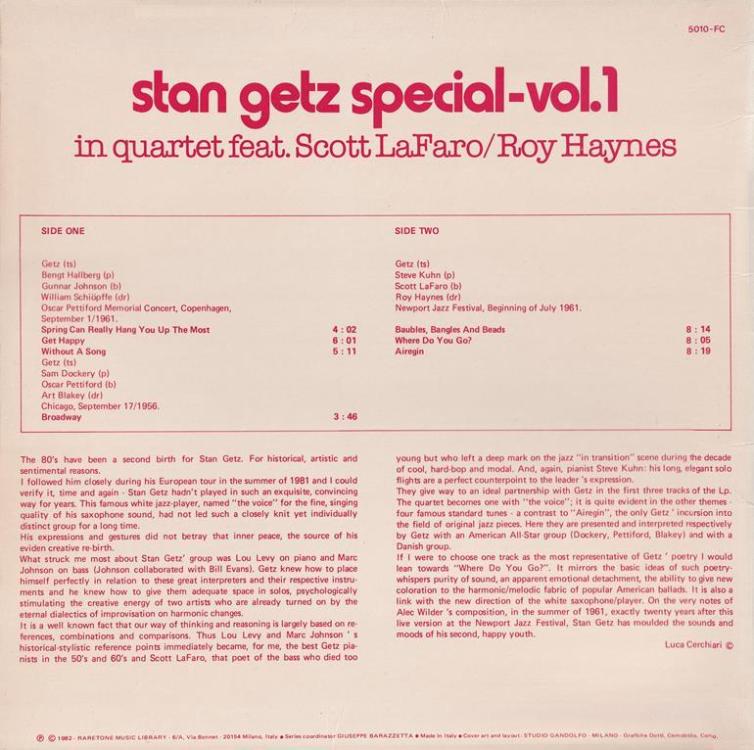 5010-FC
stan getz special-vol.1
in quartet feat. Scott LaFaro/Roy Haynes
SIDE ONE
Getz (ts)
Bengt Hallberg (p)
Gunnar Johnson (b)
William Schiöpffe (dr)
Oscar Pettiford Memorial Concert, Copenhagen,
September 1/1961.
Spring Can Really Hang You Up The Most 4 : 02
Get Happy 6 : 01
Without A Song 5 : 11
Getz (ts)
Sam Dockery (p)
Oscar Pettiford (b)
Art Blakey (dr)
Chicago, September 17/1956.
Broadway 3 : 46
SIDE TWO
Getz (ts)
Steve Kuhn (p)
Scott LaFaro (b)
Roy Haynes (dr)
Newport Jazz Festival, Beginning of July 1961.
Baubles, Bangles And Beads 8 : 14
Where Do You Go? 8 : 05
Airegin 8 : 19
The 80's have been a second birth for Stan Getz. For historical, artistic and
sentimental reasons.
I followed him closely during his European tour in the summer of 1981 and I could
verify it, time and again - Stan Getz hadn't played in such an exquisite, convincing
way for years. This famous white jazz-player, named "the voice" for the fine, singing
quality of his saxophone sound, had not led such a closely knit yet individually
distinct group for a long time.
His expressions and gestures did not betray that inner peace, the source of his
eviden creative re-birth.
What struck me most about Stan Getz' group was Lou Levy on piano and Marc
Johnson on bass (Johnson collaborated with Bill Evans). Getz knew how to place
himself perfectly in relation to these great interpreters and their respective instru-
ments and he knew how to give them adequate space in solos, psychologically
stimulating the creative energy of two artists who are already turned on by the
eternal dialectics of improvisation on harmonic changes.
It is a well known fact that our way of thinking and reasoning is largely based on re-
ferences, combinations and comparisons. Thus Lou Levy and Marc Johnson ' s
historical-stylistic reference points immediately became, for me, the best Getz pia-
nists in the 50's and 60's and Scott LaFaro, that poet of the bass who died too
young but who left a deep mark on the jazz "in transition" scene during the decade
of cool, hard-bop and modal. And, again, pianist Steve Kuhn: his long, elegant solo
flights are a perfect counterpoint to the leader 's expression.
They give way to an ideal partnership with Getz in the first three tracks of the Lp.
The quartet becomes one with "the voice"; it is quite evident in the other themes -
four famous standard tunes - a contrast to "Airegin", the only Getz ' incursion into
the field of original jazz pieces. Here they are presented and interpreted respectively
by Getz with an American All-Star group (Dockery, Pettiford, Blakey) and with a
Danish group.
If I were to choose one track as the most representative of Getz ' poetry I would
lean towards "Where Do You Go?". It mirrors the basic ideas of such poetry-
whispers purity of sound, an apparent emotional detachment, the ability to give new
coloration to the harmonic/melodic fabric of popular American ballads. It is also a
link with the new direction of the white saxophone/player. On the very notes of
Alec Wilder 's composition, in the summer of 1961, exactly twenty years after this
live version at the Newport Jazz Festival, Stan Getz has moulded the sounds and
moods of his second, happy youth.
Luca Cerchiari ©
℗ © 1982 - RARETONE MUSIC LIBRARY - 6/A, Via Bonnet - 20154 Milano, Italy ● Series coordinator GIUSEPPE BARAZZETTA ● Made in Italy ● Cover art and layout: STUDIO GANDOLFO - MILANO - Grafiche Gotti,